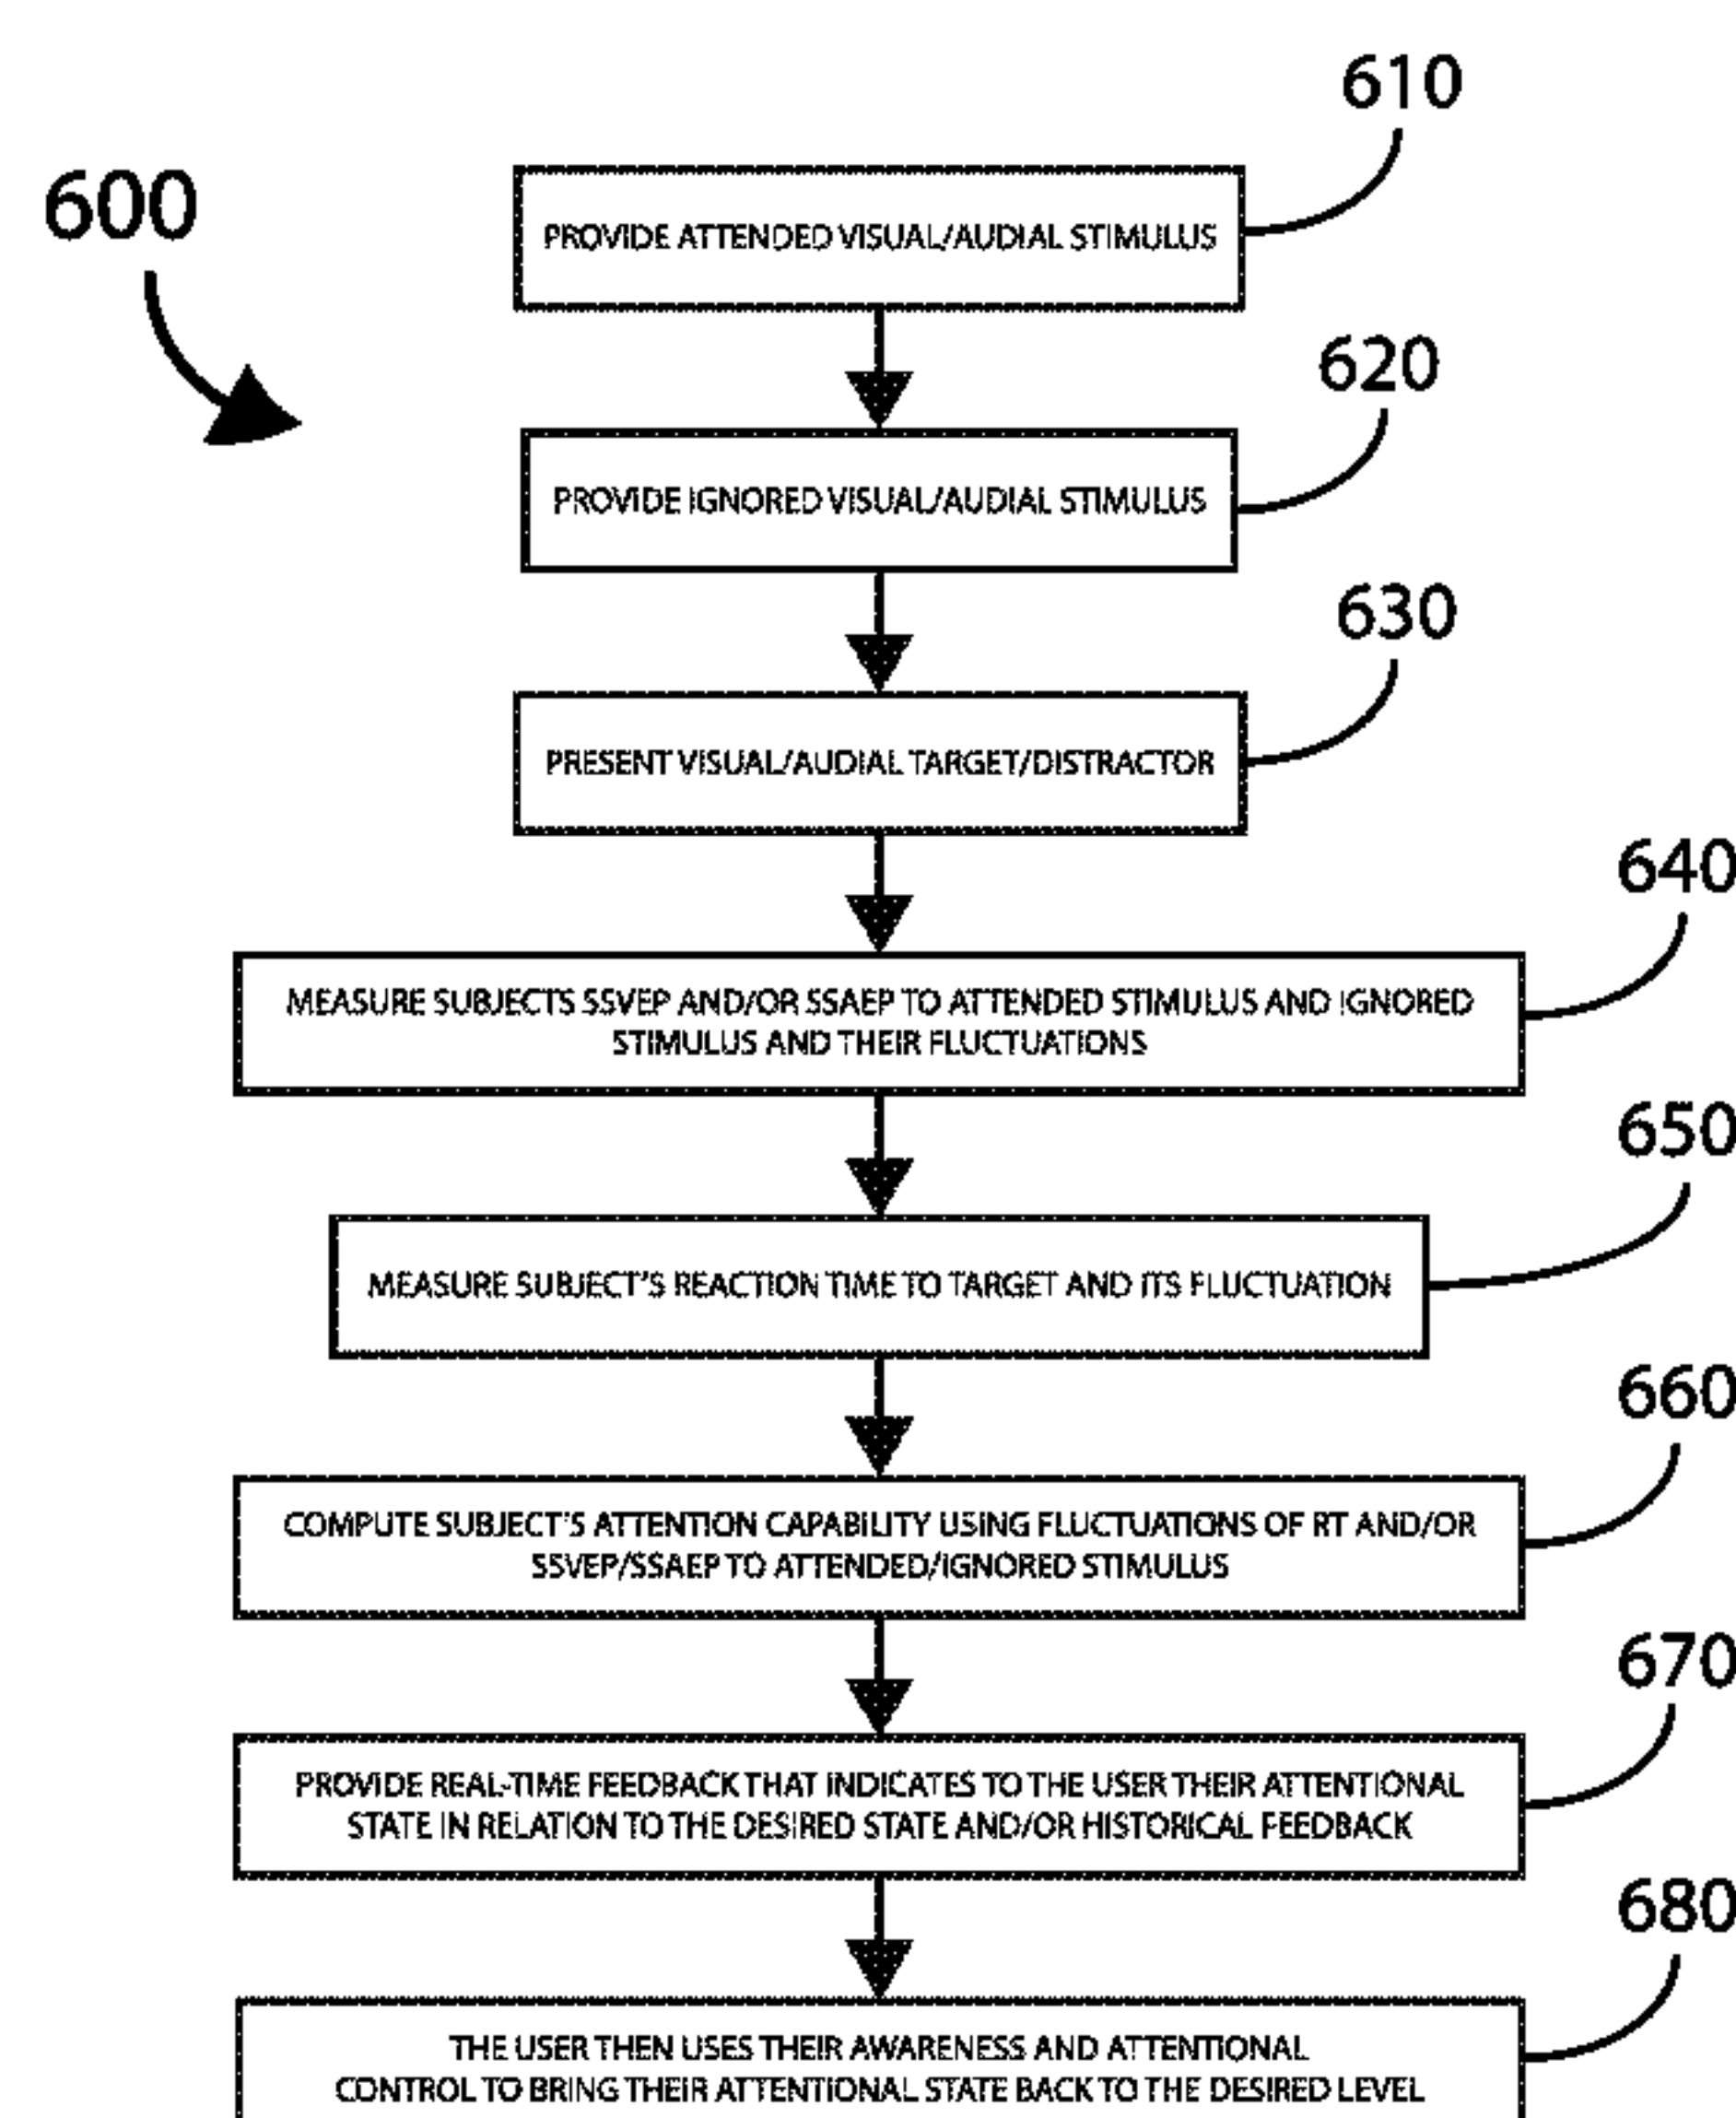 610
600
PROVIDE ATTENDED VISUAL/AUDIAL STIMULUS
620
PROVIDE IGNORED VISUAL/AUDIAL STIMULUS
630
PRESENT VISUAL/AUDIAL TARGET/DISTRACTOR
640
MEASURE SUBJECTS SSVEP AND/OR SSAEP TO ATTENDED STIMULUS AND IGNORED
STIMULUS AND THEIR FLUCTUATIONS
650
MEASURE SUBJECT'S REACTION TIME TO TARGET AND ITS FLUCTUATION
660
COMPUTE SUBJECT'S ATTENTION CAPABILITY USING FLUCTUATIONS OF RT AND/OR
SSVEP/SSAEP TO ATTENDED/IGNORED STIMULUS
670
PROVIDE REAL-TIME FEEDBACK THAT INDICATES TO THE USER THEIR ATTENTIONAL
STATE IN RELATION TO THE DESIRED STATE AND/OR HISTORICAL FEEDBACK
680
THE USER THEN USES THEIR AWARENESS AND ATTENTIONAL
CONTROL TO BRING THEIR ATTENTIONAL STATE BACK TO THE DESIRED LEVEL